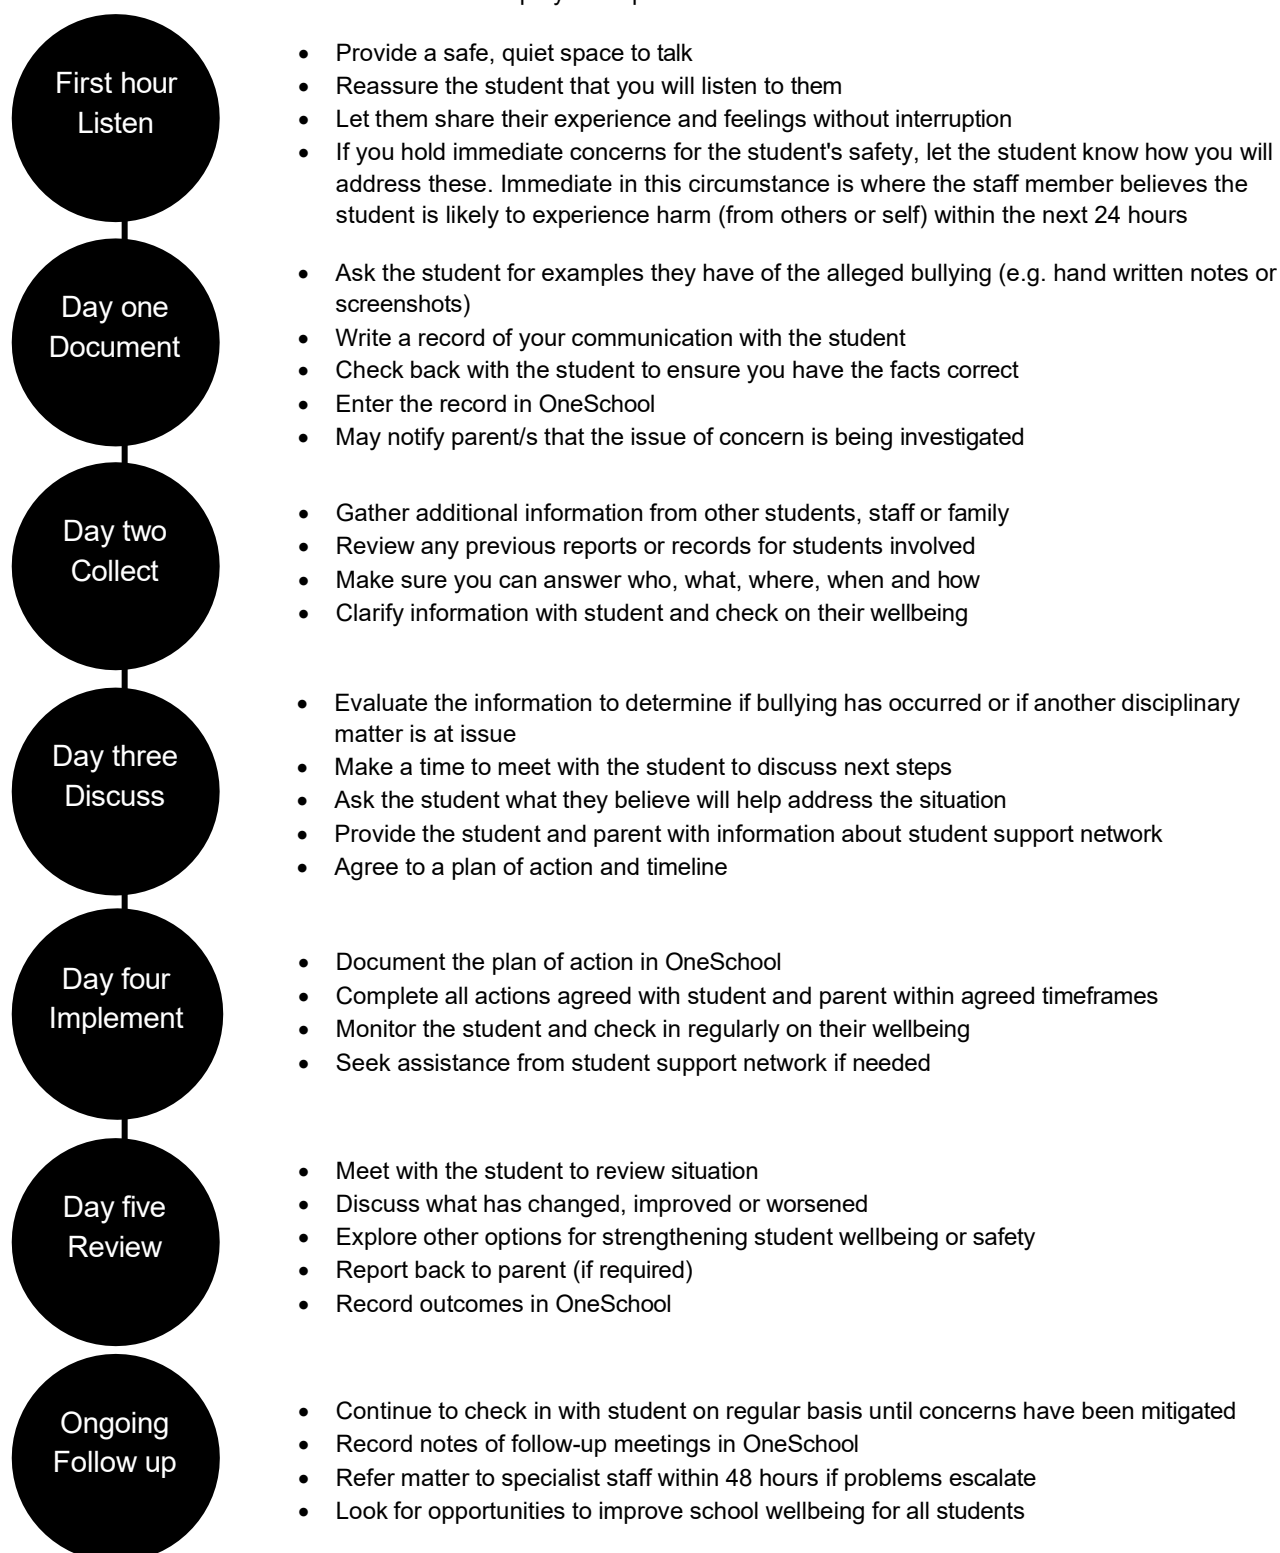 First hour
Listen
• Provide a safe, quiet space to talk
• Reassure the student that you will listen to them
• Let them share their experience and feelings without interruption
• If you hold immediate concerns for the student's safety, let the student know how you will
address these. Immediate in this circumstance is where the staff member believes the
student is likely to experience harm (from others or self) within the next 24 hours
Day one
Document
• Ask the student for examples they have of the alleged bullying (e.g. hand written notes or
screenshots)
• Write a record of your communication with the student
• Check back with the student to ensure you have the facts correct
• Enter the record in OneSchool
• May notify parent/s that the issue of concern is being investigated
Day two
Collect
• Gather additional information from other students, staff or family
• Review any previous reports or records for students involved
• Make sure you can answer who, what, where, when and how
• Clarify information with student and check on their wellbeing
Day three
Discuss
• Evaluate the information to determine if bullying has occurred or if another disciplinary
matter is at issue
• Make a time to meet with the student to discuss next steps
• Ask the student what they believe will help address the situation
• Provide the student and parent with information about student support network
• Agree to a plan of action and timeline
Day four
Implement
• Document the plan of action in OneSchool
• Complete all actions agreed with student and parent within agreed timeframes
• Monitor the student and check in regularly on their wellbeing
• Seek assistance from student support network if needed
Day five
Review
• Meet with the student to review situation
• Discuss what has changed, improved or worsened
• Explore other options for strengthening student wellbeing or safety
• Report back to parent (if required)
• Record outcomes in OneSchool
Ongoing
Follow up
• Continue to check in with student on regular basis until concerns have been mitigated
• Record notes of follow-up meetings in OneSchool
• Refer matter to specialist staff within 48 hours if problems escalate
• Look for opportunities to improve school wellbeing for all students